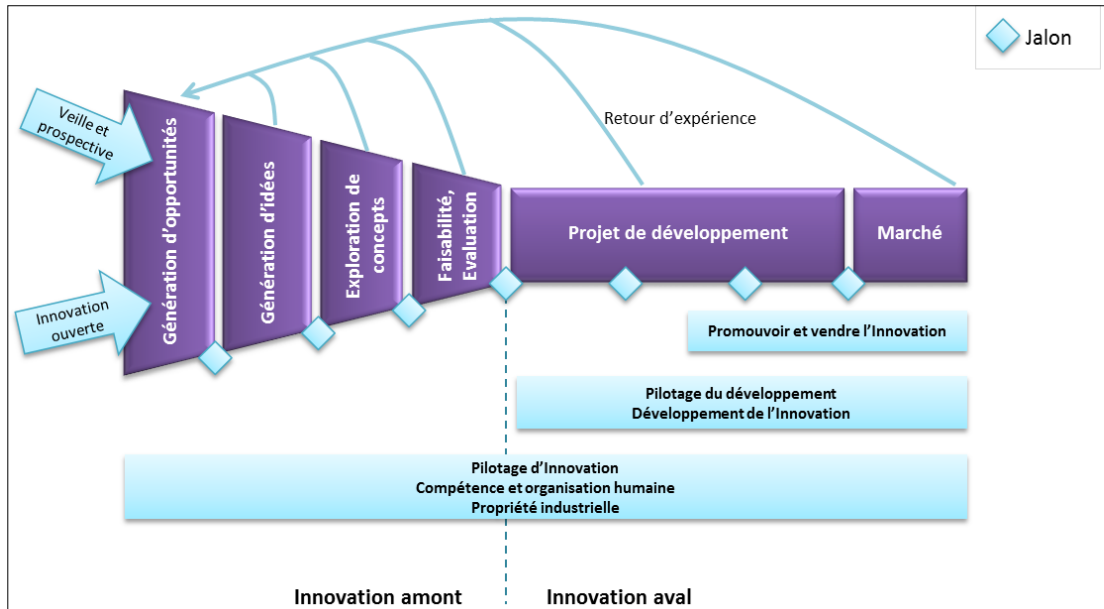 Jalon
Veille et
prospective
Retour d'expérience
Génération d'opportunités
Génération d'idées
Exploration de
concepts
Faisabilité,
Evaluation
Projet de développement
Marché
Innovation
ouverte
Promouvoir et vendre l'Innovation
Pilotage du développement
Développement de l'Innovation
Pilotage d'Innovation
Compétence et organisation humaine
Propriété industrielle
Innovation amont
Innovation aval